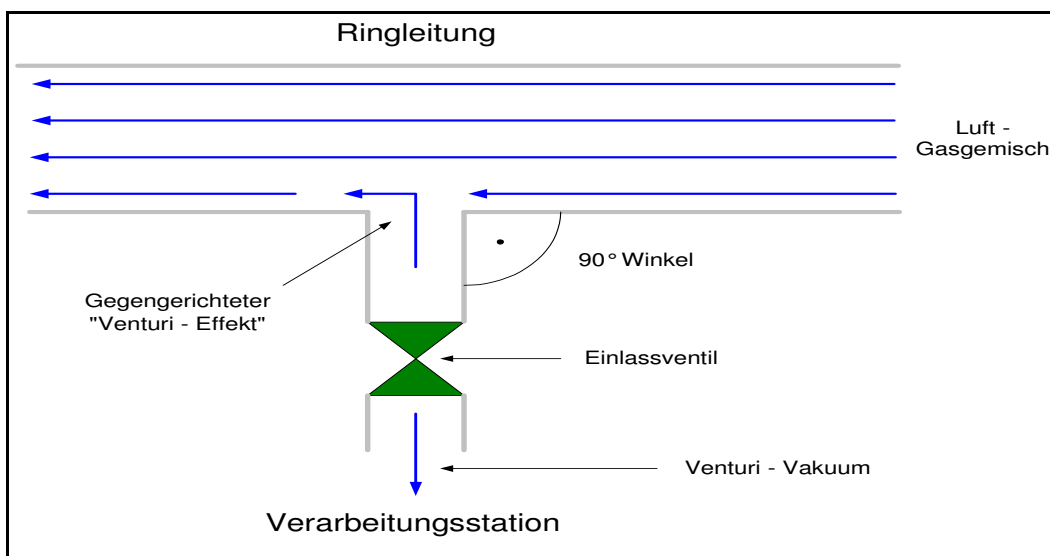 Ringleitung
Luft -
Gasgemisch
90° Winkel
Gegengerichteter
"Venturi - Effekt"
Einlassventil
Venturi - Vakuum
Verarbeitungsstation